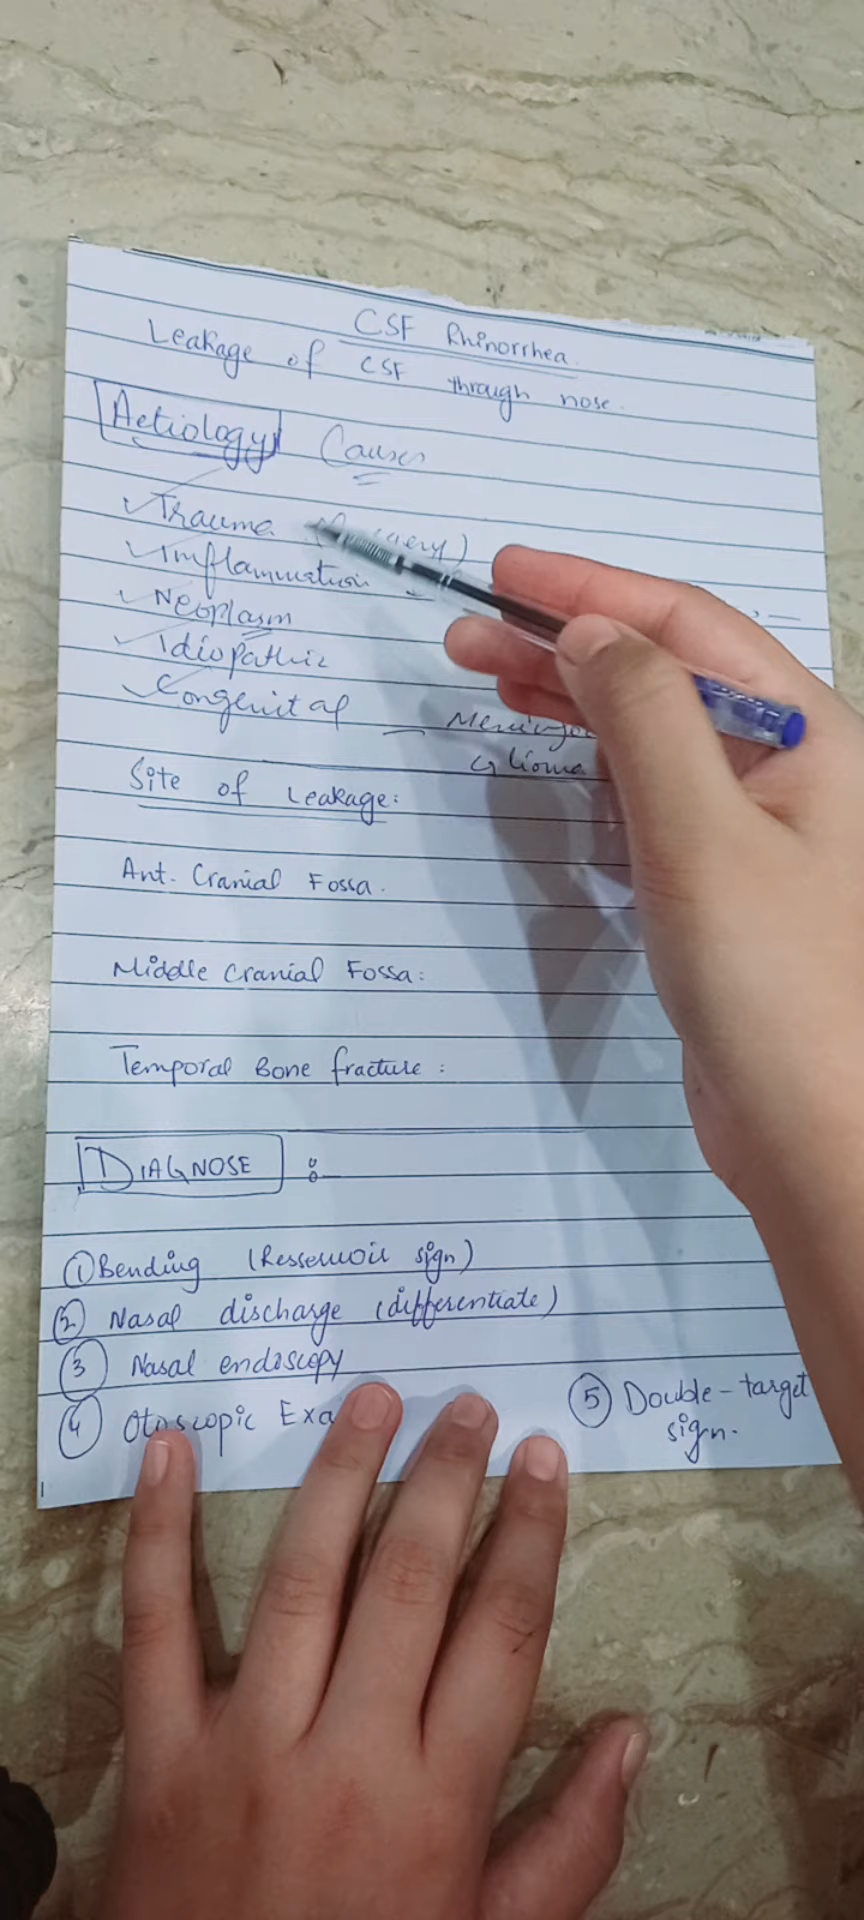 CSF Rhinorrhea.
Leakage of CSF through nose.
Aetiology Causes
Trauma
Inflammation
Neoplasm
Idiopathic
Congenital —
Glioma
Site of Leakage:
Ant. Cranial Fossa.
Middle Cranial Fossa:
Temporal Bone fracture:
DIAGNOSE :
① Bending (Resservoir sign)
② Nasal discharge (differentiate)
③ Nasal endoscopy
④ Otoscopic
⑤ Double-target sign.